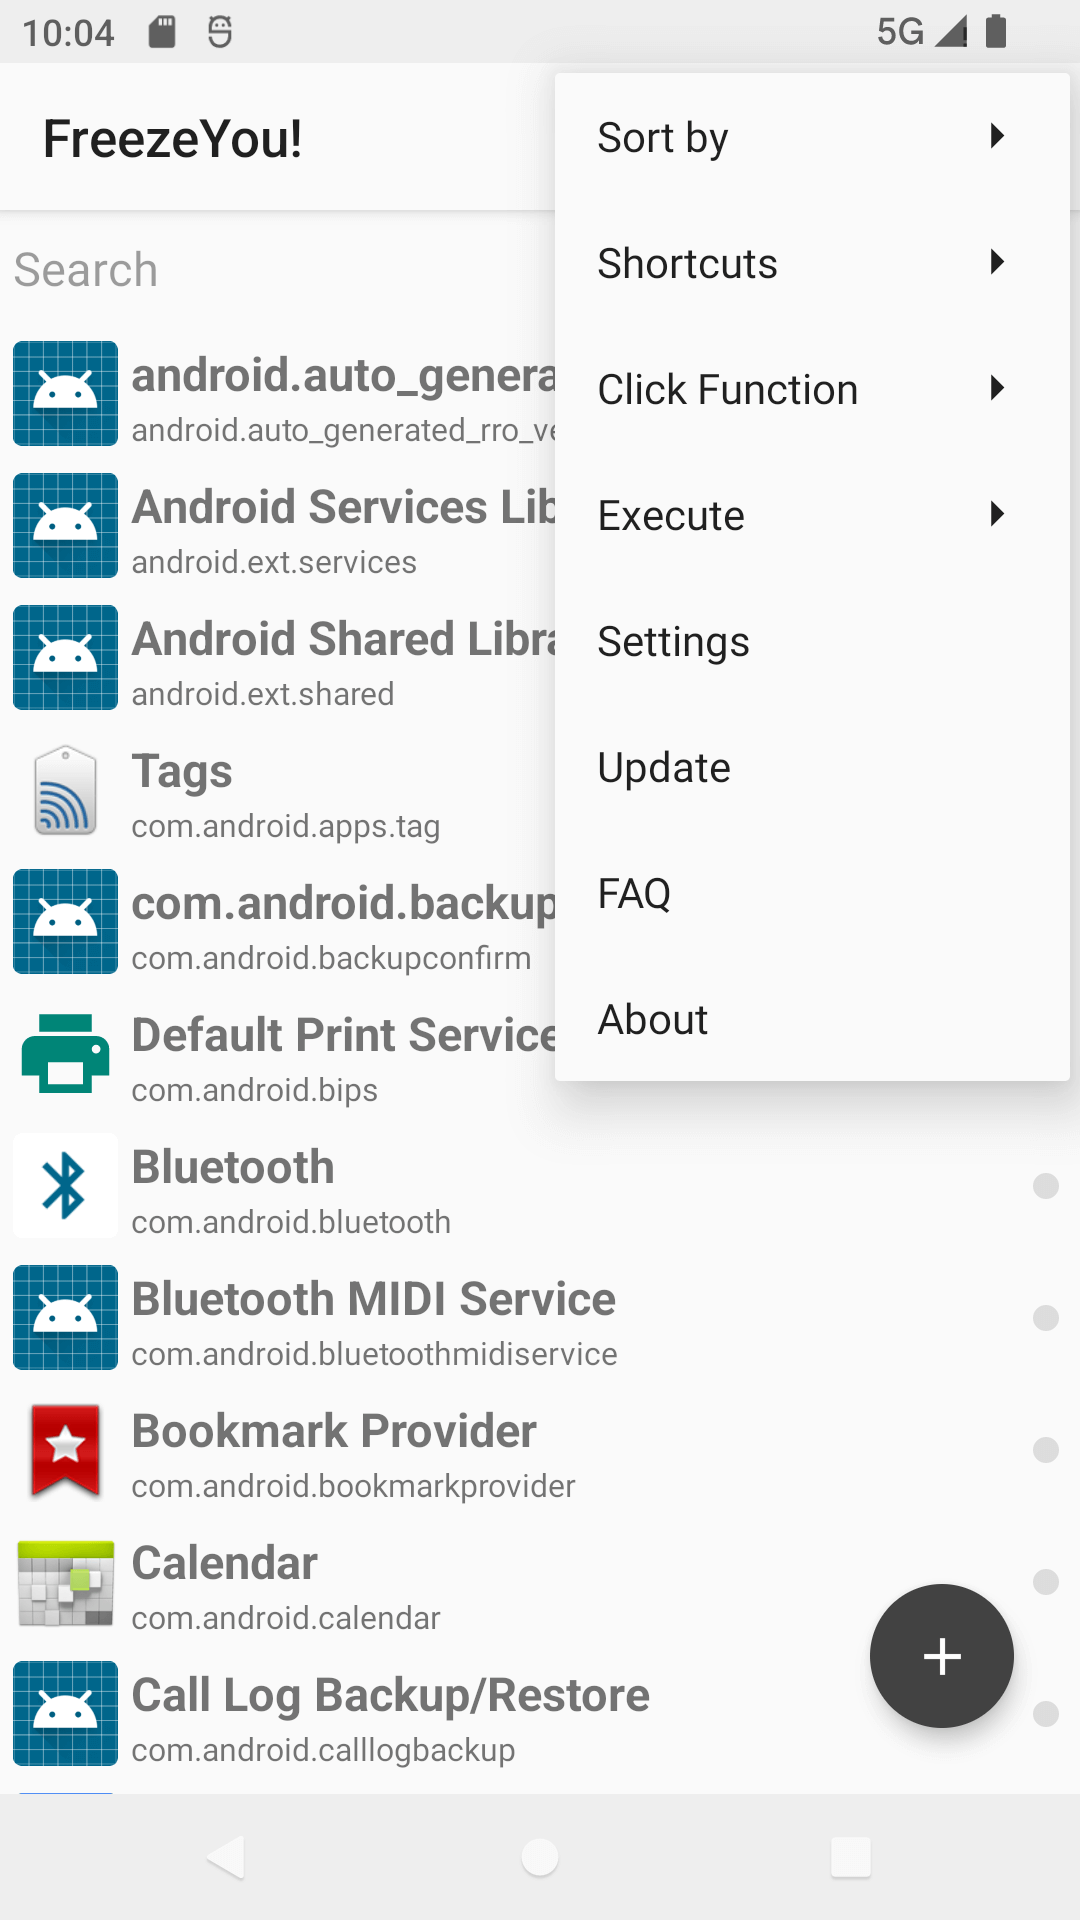 10:04
5G
FreezeYou!
Sort by
Shortcuts
Click Function
Execute
Settings
Update
FAQ
About
Search
android.auto_genera
android.auto_generated_rro_ve
Android Services Lib
android.ext.services
Android Shared Libra
android.ext.shared
Tags
com.android.apps.tag
com.android.backup
com.android.backupconfirm
Default Print Service
com.android.bips
Bluetooth
com.android.bluetooth
Bluetooth MIDI Service
com.android.bluetoothmidiservice
Bookmark Provider
com.android.bookmarkprovider
Calendar
com.android.calendar
Call Log Backup/Restore
com.android.calllogbackup